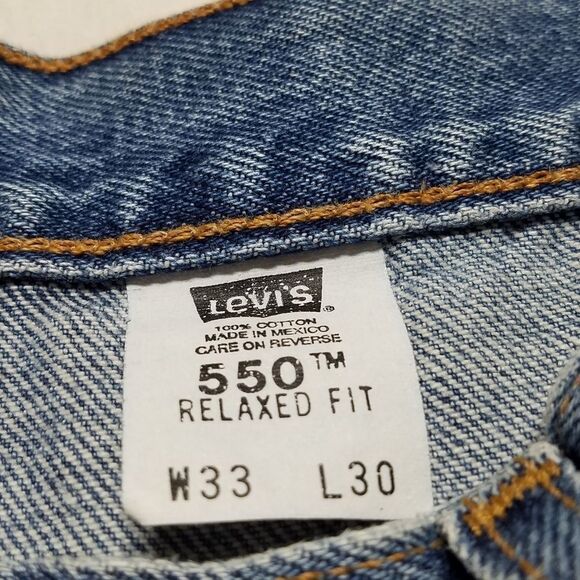 Levi's®
100% COTTON
MADE IN MEXICO
CARE ON REVERSE
550™
RELAXED FIT
W33 L30